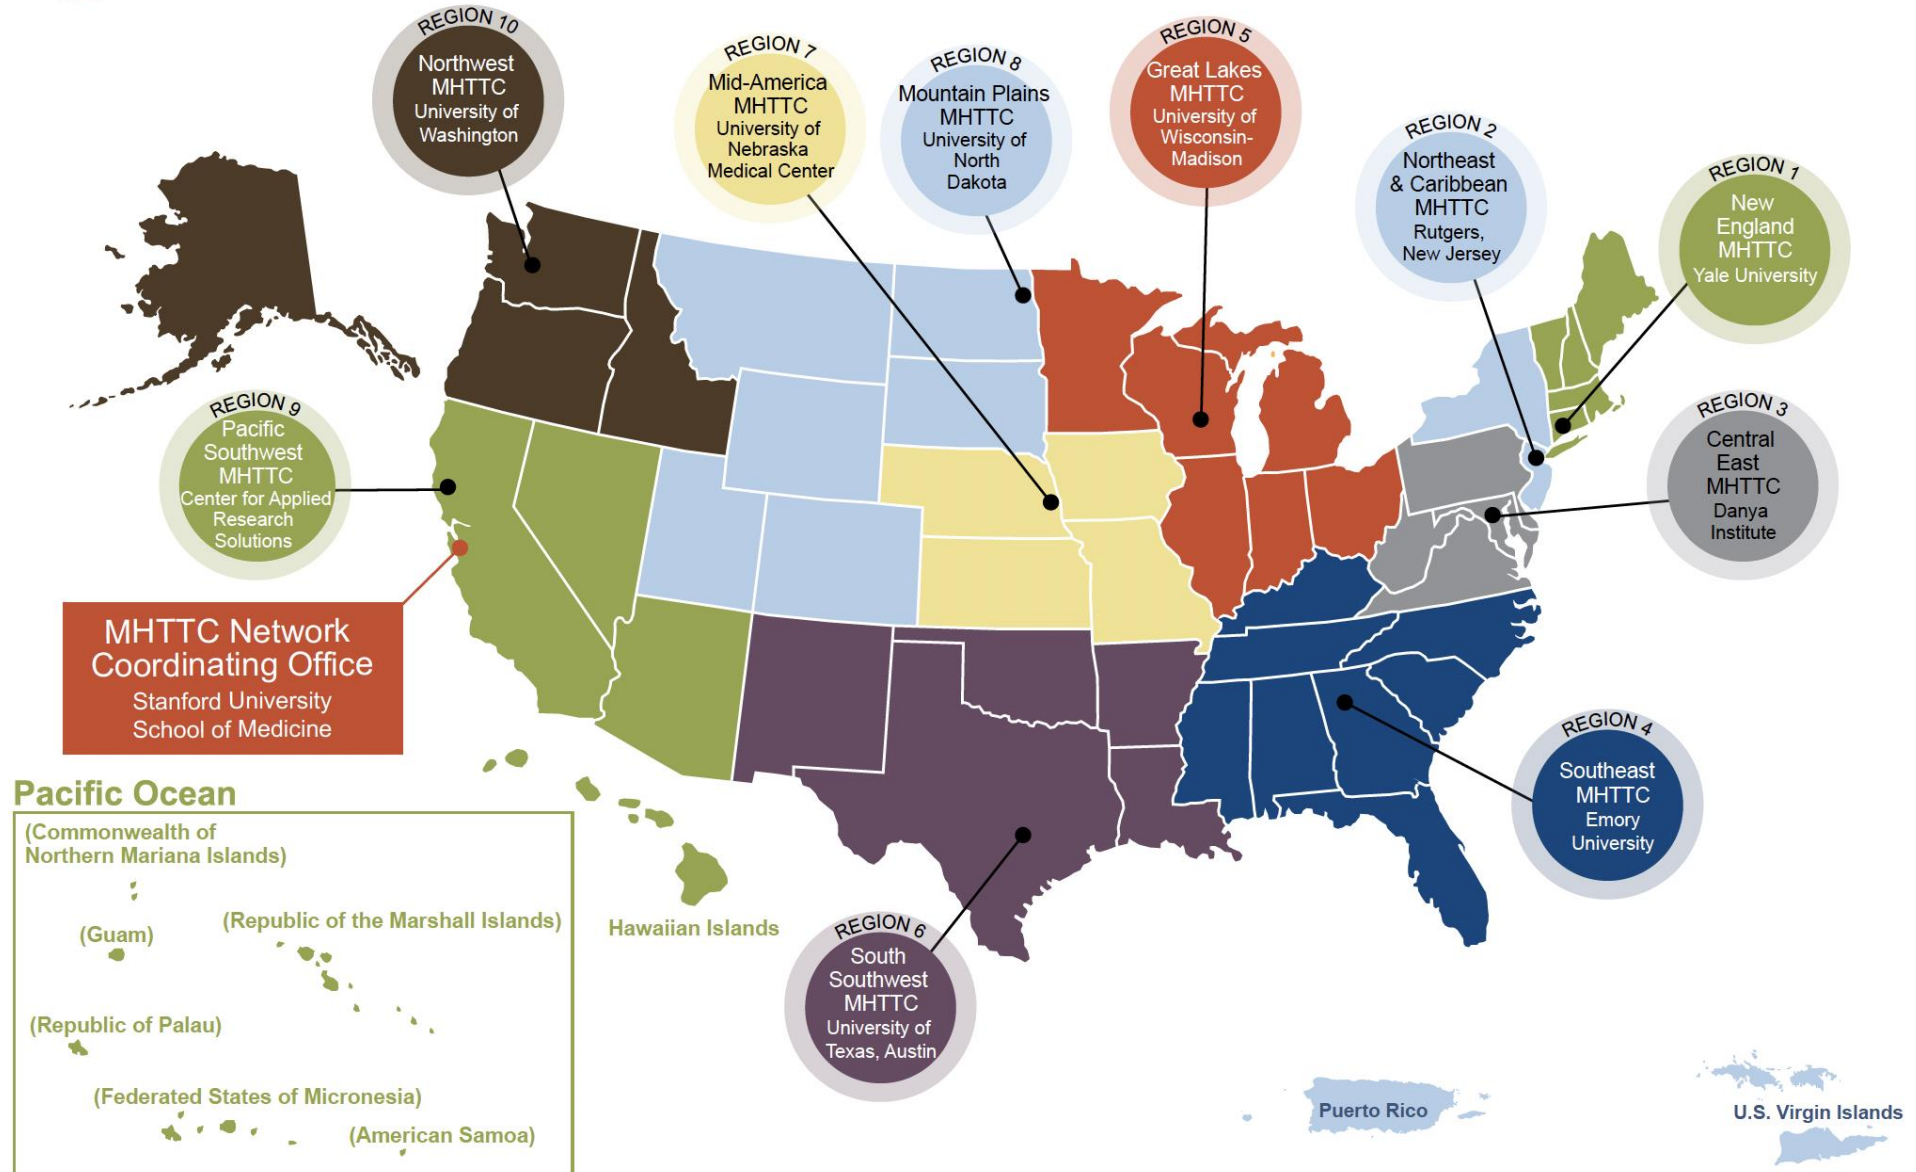 REGION 10
Northwest
MHTTC
University of
Washington
REGION 7
Mid-America
MHTTC
University of
Nebraska
Medical Center
REGION 8
Mountain Plains
MHTTC
University of
North
Dakota
REGION 5
Great Lakes
MHTTC
University of
Wisconsin-
Madison
REGION 2
Northeast
& Caribbean
MHTTC
Rutgers,
New Jersey
REGION 1
New
England
MHTTC
Yale University
REGION 9
Pacific
Southwest
MHTTC
Center for Applied
Research
Solutions
REGION 3
Central
East
MHTTC
Danya
Institute
MHTTC Network
Coordinating Office
Stanford University
School of Medicine
REGION 4
Southeast
MHTTC
Emory
University
Pacific Ocean
(Commonwealth of
Northern Mariana Islands)
(Guam)
(Republic of the Marshall Islands)
(Republic of Palau)
(Federated States of Micronesia)
(American Samoa)
Hawaiian Islands
REGION 6
South
Southwest
MHTTC
University of
Texas, Austin
Puerto Rico
U.S. Virgin Islands